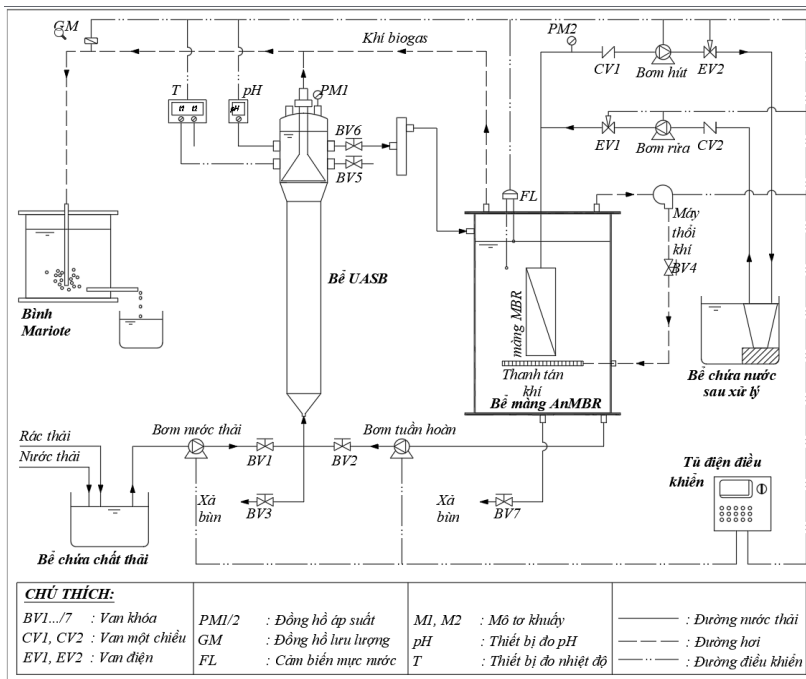 GM
Khí biogas
PM2
CV1
Bơm hút
EV2
T
pH
PM1
BV6
BV5
EV1
Bơm rửa
CV2
FL
Máy
thổi
khí
BV4
Bể UASB
màng MBR
Bình
Mariote
Thanh tán
khí
Bể màng AnMBR
Bể chứa nước
sau xử lý
Rác thải
Nước thải
Bơm nước thải
BV1
BV2
Bơm tuần hoàn
Xả
bùn
BV3
Xả
bùn
BV7
Tủ điện điều
khiển
Bể chứa chất thải
CHÚ THÍCH:
BV1.../7 : Van khóa
CV1, CV2 : Van một chiều
EV1, EV2 : Van điện
PM1/2 : Đồng hồ áp suất
GM : Đồng hồ lưu lượng
FL : Cảm biến mực nước
M1, M2 : Mô tơ khuấy
pH : Thiết bị đo pH
T : Thiết bị đo nhiệt độ
: Đường nước thải
: Đường hơi
: Đường điều khiển